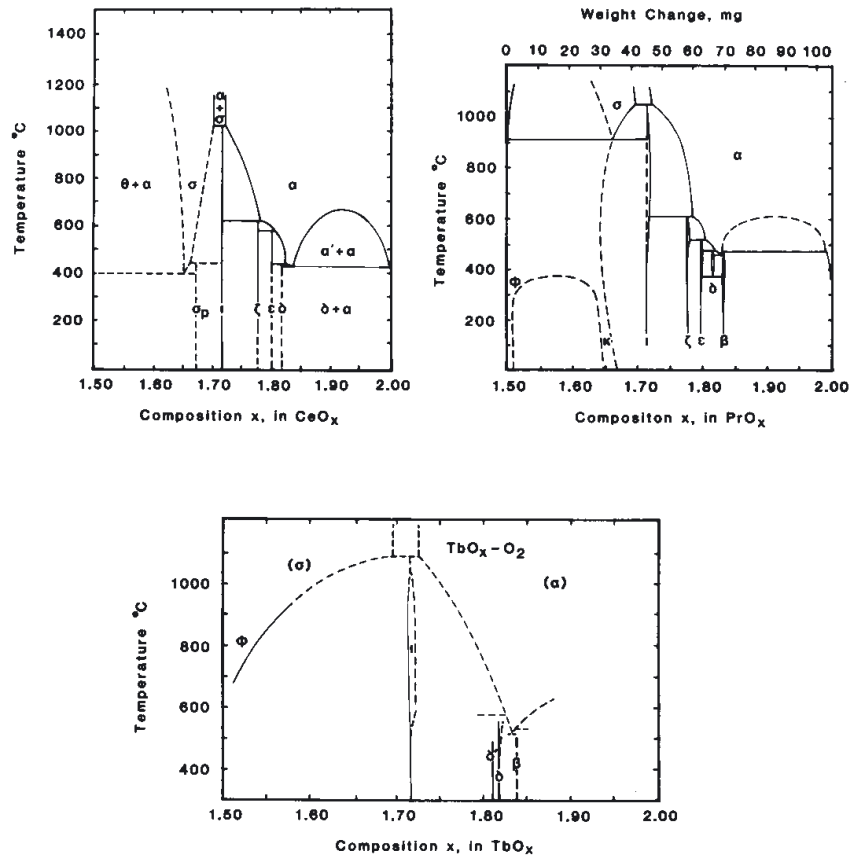 1400
1200
1000
800
600
400
200
Temperature °C
α
+
σ
θ+α
σ
α
α'+α
σp
ι
ζ
ε
δ
δ+α
1.50
1.60
1.70
1.80
1.90
2.00
Composition x, in CeOx
Weight Change, mg
0
10
20
30
40
50
60
70
80
90
100
1000
800
600
400
200
Temperature °C
σ
α
Φ
κ
ι
ζ
ε
δ
β
1.50
1.60
1.70
1.80
1.90
2.00
Compositon x, in PrOx
TbOx–O2
(σ)
(α)
1000
800
600
400
Temperature °C
Φ
ι
δ'
δ
β
1.50
1.60
1.70
1.80
1.90
2.00
Composition x, in TbOx